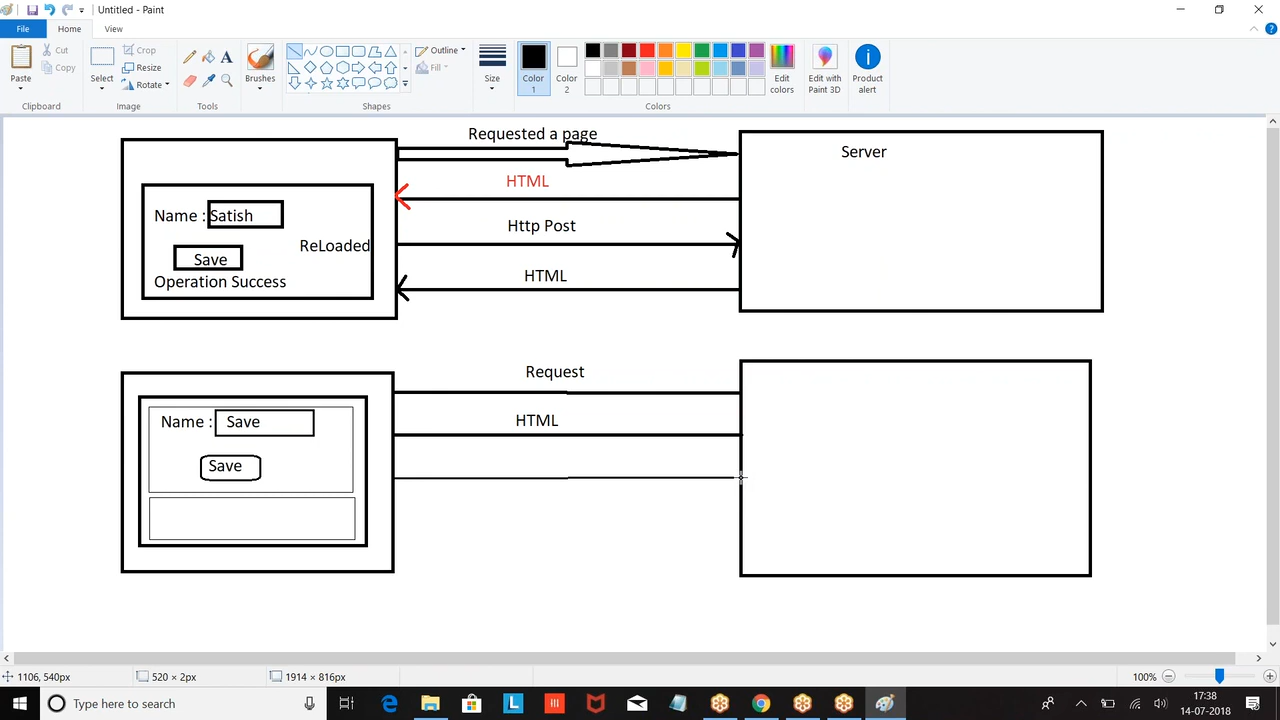 Untitled - Paint
File
Home
View
Paste
Cut
Copy
Clipboard
Select
Crop
Resize
Rotate
Image
Tools
Brushes
Shapes
Outline
Fill
Size
Color 1
Color 2
Colors
Edit colors
Edit with Paint 3D
Product alert
Requested a page
Server
HTML
Name : Satish
Http Post
ReLoaded
Save
HTML
Operation Success
Request
Name : Save
HTML
Save
1106, 540px
520 × 2px
1914 × 816px
100%
Type here to search
17:38
14-07-2018